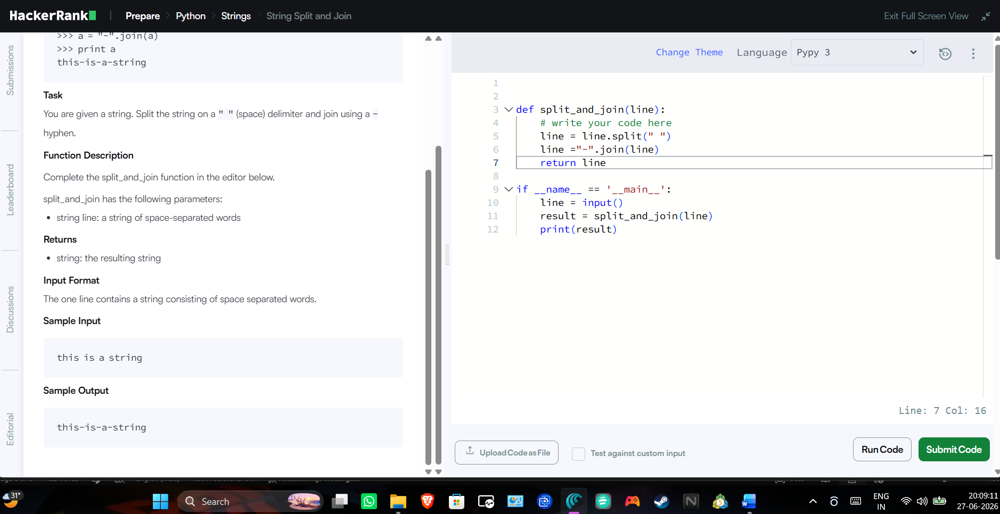 HackerRank
Prepare > Python > Strings > String Split and Join
Exit Full Screen View
Submissions
Leaderboard
Discussions
Editorial
>>> a = "-".join(a)
>>> print a
this-is-a-string
Task
You are given a string. Split the string on a " " (space) delimiter and join using a -
hyphen.
Function Description
Complete the split_and_join function in the editor below.
split_and_join has the following parameters:
• string line: a string of space-separated words
Returns
• string: the resulting string
Input Format
The one line contains a string consisting of space separated words.
Sample Input
this is a string
Sample Output
this-is-a-string
Change Theme Language Pypy 3
1
2
3 def split_and_join(line):
4     # write your code here
5     line = line.split(" ")
6     line ="-".join(line)
7     return line
8
9 if __name__ == '__main__':
10     line = input()
11     result = split_and_join(line)
12     print(result)
Line: 7 Col: 16
Upload Code as File
Test against custom input
Run Code
Submit Code
31°
Search
ENG
IN
20:09:11
27-06-2026